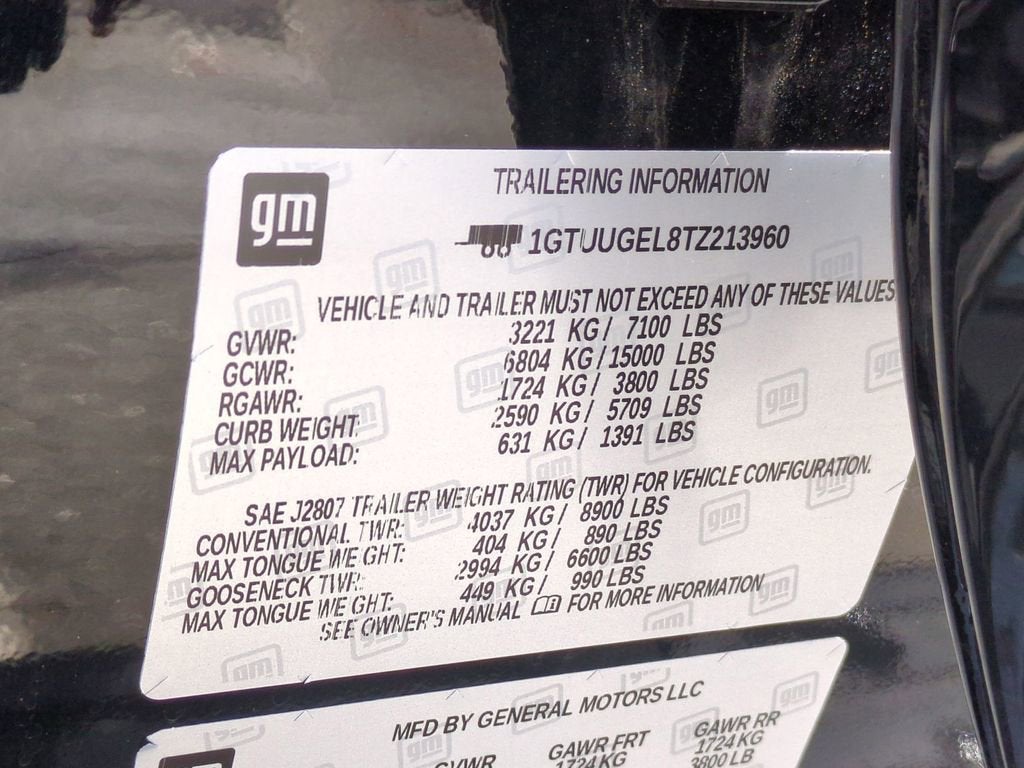 gm
TRAILERING INFORMATION
1GTUUGEL8TZ213960
VEHICLE AND TRAILER MUST NOT EXCEED ANY OF THESE VALUES
GVWR: 3221 KG/ 7100 LBS
GCWR: 6804 KG/15000 LBS
RGAWR: 1724 KG/ 3800 LBS
CURB WEIGHT: 2590 KG/ 5709 LBS
MAX PAYLOAD: 631 KG/ 1391 LBS
SAE J2807 TRAILER WEIGHT RATING (TWR) FOR VEHICLE CONFIGURATION.
CONVENTIONAL TWR: 4037 KG/ 8900 LBS
MAX TONGUE WEIGHT: 404 KG/ 890 LBS
GOOSENECK TWR: 2994 KG/ 6600 LBS
MAX TONGUE WEIGHT: 449 KG/ 990 LBS
SEE OWNER'S MANUAL FOR MORE INFORMATION
MFD BY GENERAL MOTORS LLC
GVWR GAWR FRT GAWR RR
1724KG 1724KG
3800LB